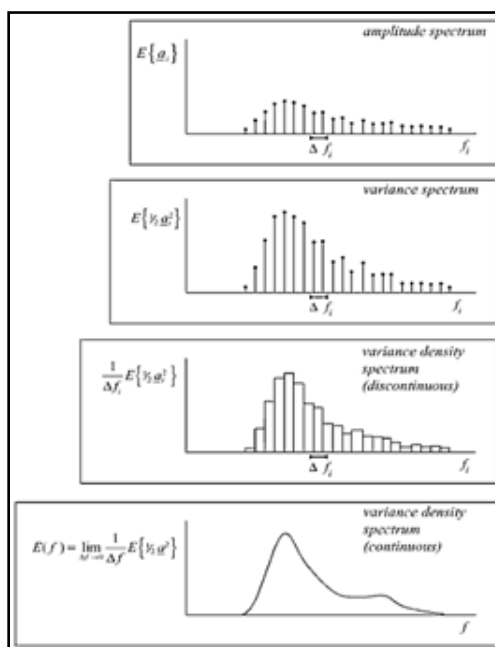 amplitude spectrum
E{a_i}
Δ f_i
f_i
variance spectrum
E{½ a_i²}
Δ f_i
f_i
variance density
spectrum
(discontinuous)
1/Δf_i E{½ a_i²}
Δ f_i
f_i
variance density
spectrum
(continuous)
E(f) = lim Δf→0 1/Δf E{½ a²}
f